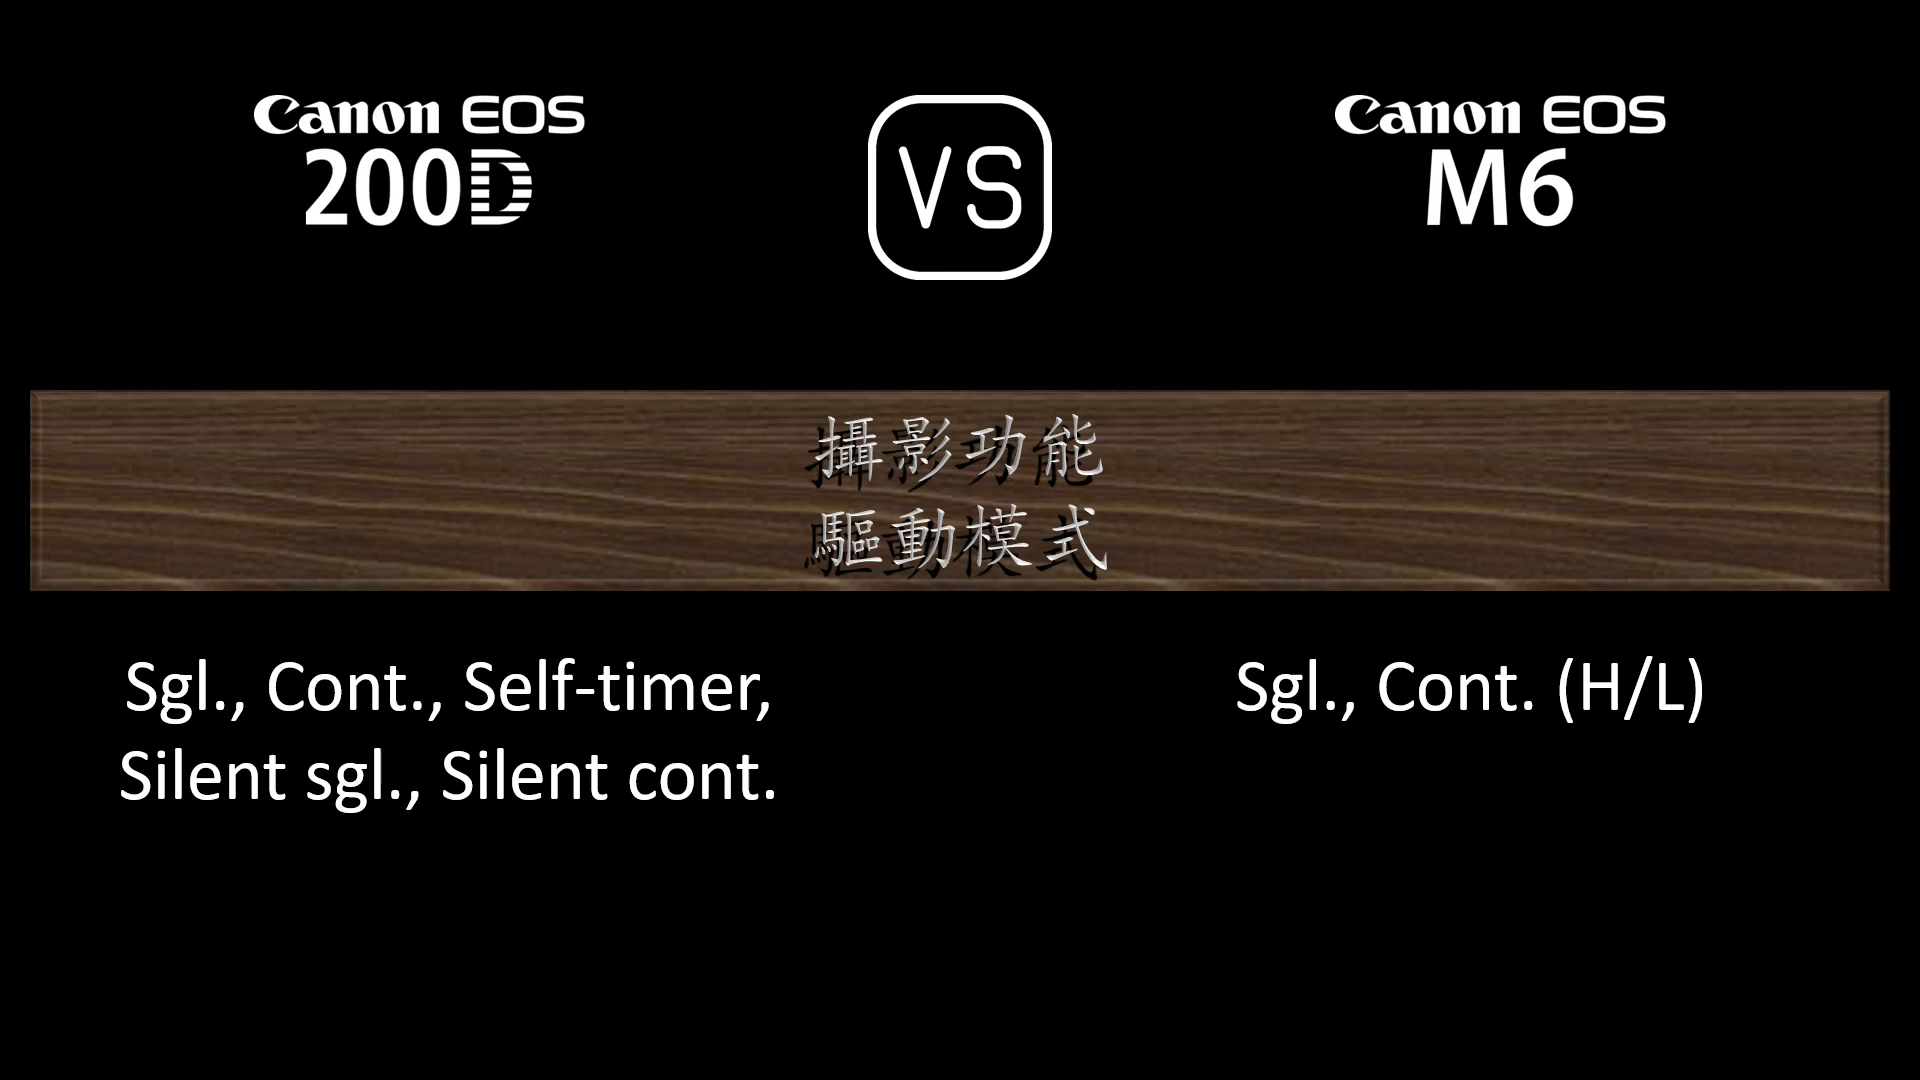 Canon EOS
200D
VS
Canon EOS
M6
攝影功能
驅動模式
Sgl., Cont., Self-timer,
Silent sgl., Silent cont.
Sgl., Cont. (H/L)